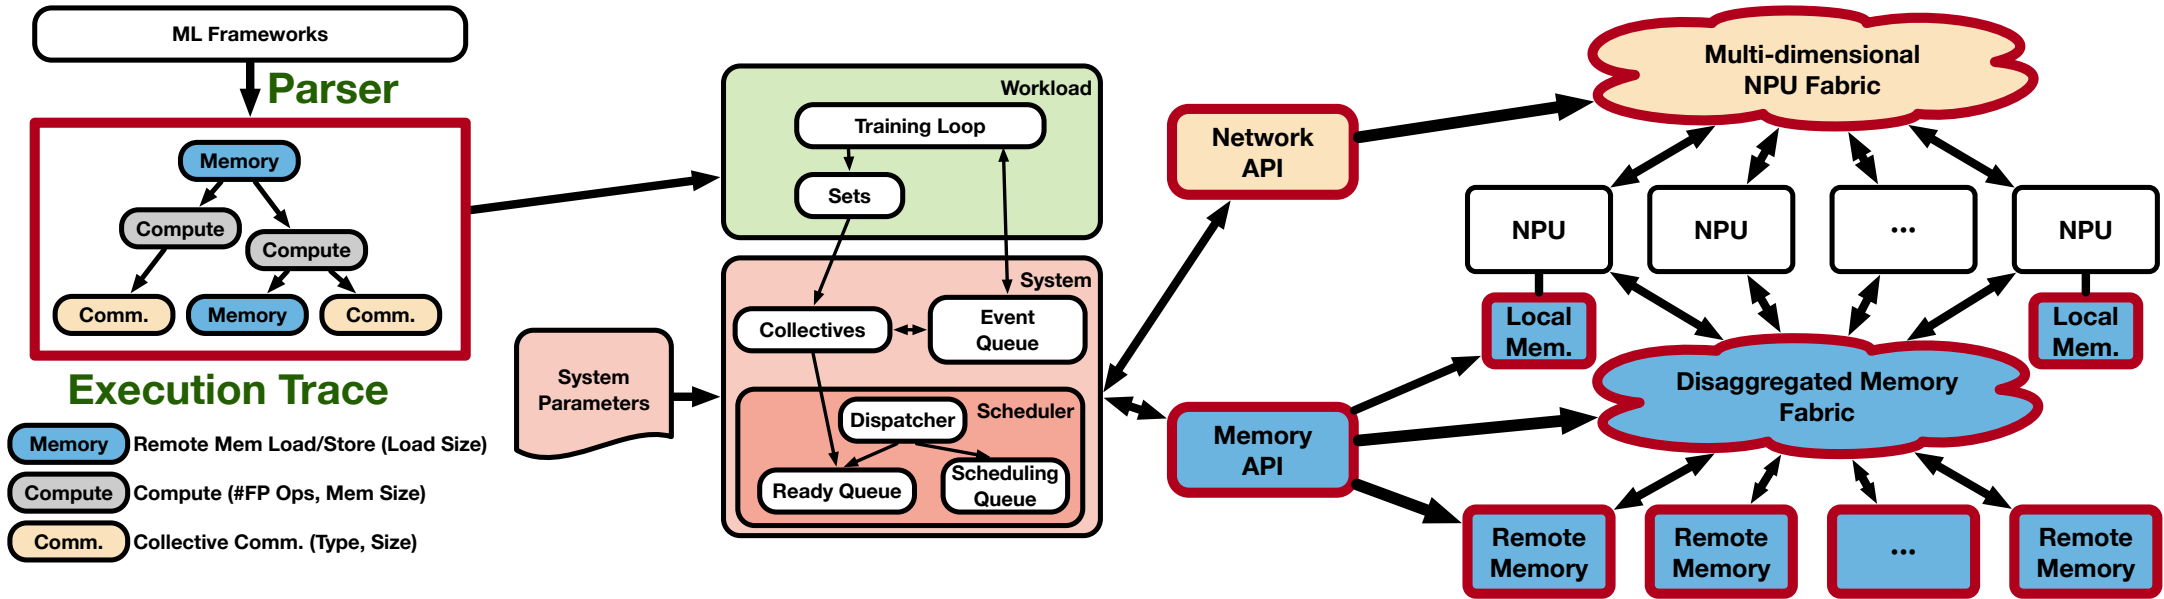 ML Frameworks
Parser
Memory
Compute
Compute
Comm.
Memory
Comm.
Execution Trace
Memory
Remote Mem Load/Store (Load Size)
Compute
Compute (#FP Ops, Mem Size)
Comm.
Collective Comm. (Type, Size)
System
Parameters
Workload
Training Loop
Sets
System
Collectives
Event
Queue
Scheduler
Dispatcher
Ready Queue
Scheduling
Queue
Network
API
Memory
API
Multi-dimensional
NPU Fabric
NPU
NPU
...
NPU
Local
Mem.
Local
Mem.
Disaggregated Memory
Fabric
Remote
Memory
Remote
Memory
...
Remote
Memory